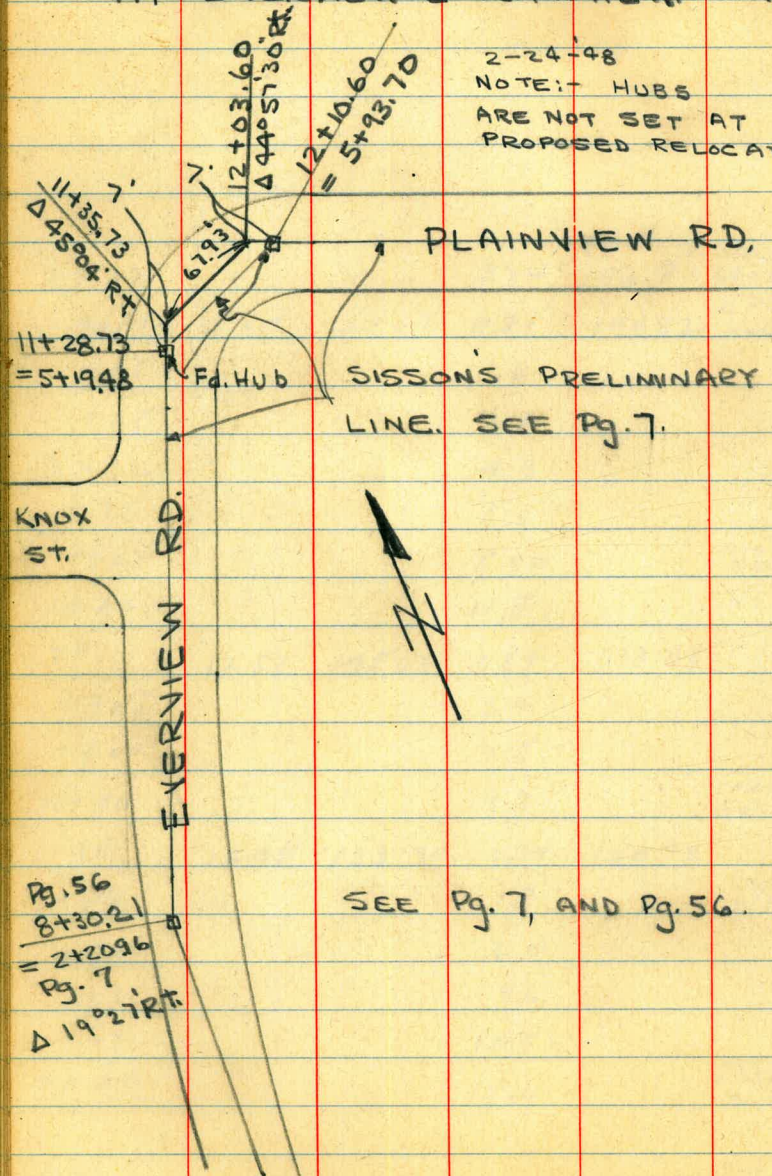 2-24-'48
NOTE:- HUBS
ARE NOT SET AT
PROPOSED RELOCA
12+03.60
Δ 44°57'30" Rt.
12+10.60
= 5+93.70
7'
7'
11+35.73
Δ 45°04' Rt
67.93'
PLAINVIEW RD.
11+28.73
=5+19.48
Fd. Hub
SISSON'S PRELIMINARY
LINE. SEE Pg. 7.
KNOX
ST.
N
EVERVIEW RD.
Pg. 56
8+30.21
= 2+20.96
Pg. 7
Δ 19°27' Rt.
SEE Pg. 7, AND Pg. 56.